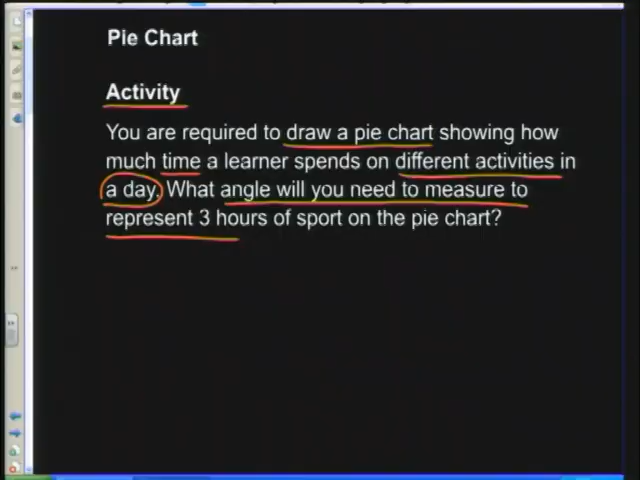 Pie Chart
Activity
You are required to draw a pie chart showing how
much time a learner spends on different activities in
a day. What angle will you need to measure to
represent 3 hours of sport on the pie chart?